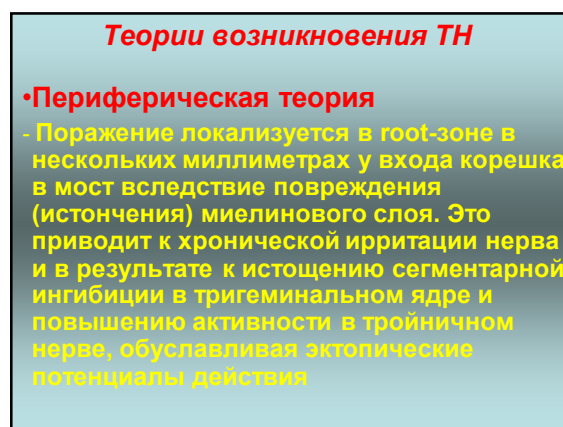 Теории возникновения ТН
•Периферическая теория
- Поражение локализуется в root-зоне в
нескольких миллиметрах у входа корешка
в мост вследствие повреждения
(истончения) миелинового слоя. Это
приводит к хронической ирритации нерва
и в результате к истощению сегментарной
ингибиции в тригеминальном ядре и
повышению активности в тройничном
нерве, обуславливая эктопические
потенциалы действия